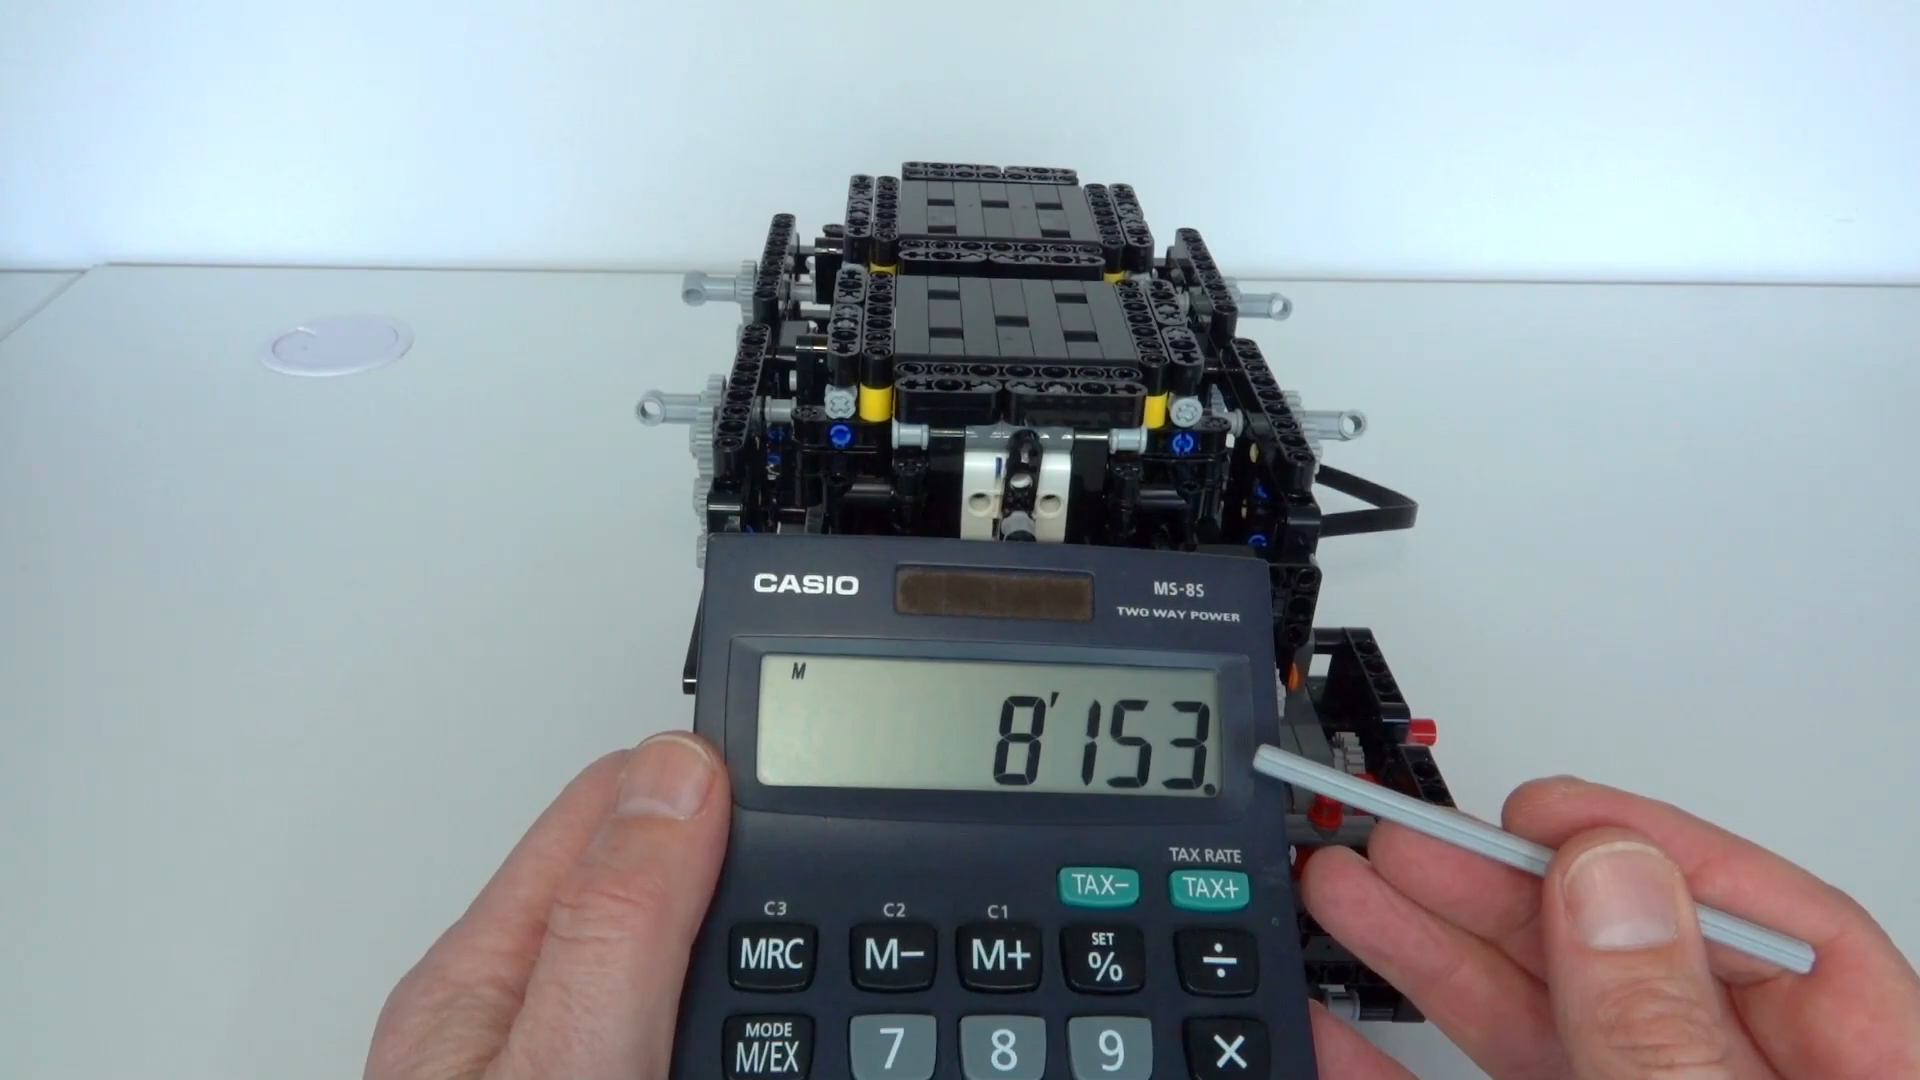 CASIO
MS-8S
TWO WAY POWER
M
8'153.
TAX RATE
TAX− TAX+
C3 C2 C1
MRC M− M+ SET % ÷
MODE
M/EX 7 8 9 ×